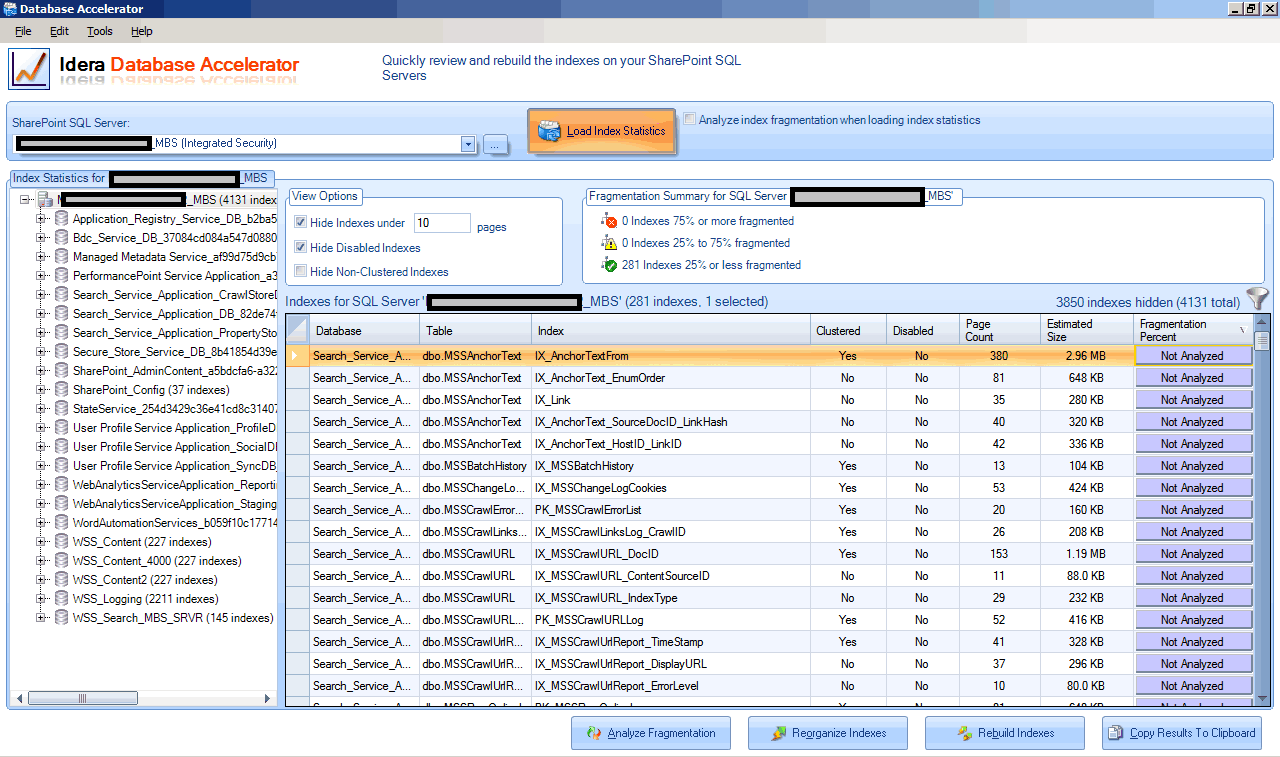 Database Accelerator
File Edit Tools Help
Idera Database Accelerator
Quickly review and rebuild the indexes on your SharePoint SQL
Servers
SharePoint SQL Server:
_MBS (Integrated Security)
...
Load Index Statistics
Analyze index fragmentation when loading index statistics
Index Statistics for _MBS
_MBS (4131 index
Application_Registry_Service_DB_b2ba5
Bdc_Service_DB_37084cd084a547d0880
Managed Metadata Service_af99d75d9cb
PerformancePoint Service Application_a3
Search_Service_Application_CrawlStoreD
Search_Service_Application_DB_82de74
Search_Service_Application_PropertySto
Secure_Store_Service_DB_8b41854d39e
SharePoint_AdminContent_a5bdcfa6-a322
SharePoint_Config (37 indexes)
StateService_254d3429c36e41cd8c31407
User Profile Service Application_ProfileD
User Profile Service Application_SocialDB
User Profile Service Application_SyncDB_
WebAnalyticsServiceApplication_Reporti
WebAnalyticsServiceApplication_Staging
WordAutomationServices_b059f10c17714
WSS_Content (227 indexes)
WSS_Content_4000 (227 indexes)
WSS_Content2 (227 indexes)
WSS_Logging (2211 indexes)
WSS_Search_MBS_SRVR (145 indexes)
View Options
Hide Indexes under 10 pages
Hide Disabled Indexes
Hide Non-Clustered Indexes
Fragmentation Summary for SQL Server _MBS'
0 Indexes 75% or more fragmented
0 Indexes 25% to 75% fragmented
281 Indexes 25% or less fragmented
Indexes for SQL Server ' _MBS' (281 indexes, 1 selected)
3850 indexes hidden (4131 total)
Database Table Index Clustered Disabled Page Count Estimated Size Fragmentation Percent
Search_Service_A... dbo.MSSAnchorText IX_AnchorTextFrom Yes No 380 2.96 MB Not Analyzed
Search_Service_A... dbo.MSSAnchorText IX_AnchorText_EnumOrder No No 81 648 KB Not Analyzed
Search_Service_A... dbo.MSSAnchorText IX_Link No No 35 280 KB Not Analyzed
Search_Service_A... dbo.MSSAnchorText IX_AnchorText_SourceDocID_LinkHash No No 40 320 KB Not Analyzed
Search_Service_A... dbo.MSSAnchorText IX_AnchorText_HostID_LinkID No No 42 336 KB Not Analyzed
Search_Service_A... dbo.MSSBatchHistory IX_MSSBatchHistory Yes No 13 104 KB Not Analyzed
Search_Service_A... dbo.MSSChangeLo... IX_MSSChangeLogCookies Yes No 53 424 KB Not Analyzed
Search_Service_A... dbo.MSSCrawlError... PK_MSSCrawlErrorList Yes No 20 160 KB Not Analyzed
Search_Service_A... dbo.MSSCrawlLinks... IX_MSSCrawlLinksLog_CrawlID Yes No 26 208 KB Not Analyzed
Search_Service_A... dbo.MSSCrawlURL IX_MSSCrawlURL_DocID Yes No 153 1.19 MB Not Analyzed
Search_Service_A... dbo.MSSCrawlURL IX_MSSCrawlURL_ContentSourceID No No 11 88.0 KB Not Analyzed
Search_Service_A... dbo.MSSCrawlURL IX_MSSCrawlURL_IndexType No No 29 232 KB Not Analyzed
Search_Service_A... dbo.MSSCrawlURL... PK_MSSCrawlURLLog Yes No 52 416 KB Not Analyzed
Search_Service_A... dbo.MSSCrawlUrlR... IX_MSSCrawlUrlReport_TimeStamp Yes No 41 328 KB Not Analyzed
Search_Service_A... dbo.MSSCrawlUrlR... IX_MSSCrawlUrlReport_DisplayURL No No 37 296 KB Not Analyzed
Search_Service_A... dbo.MSSCrawlUrlR... IX_MSSCrawlUrlReport_ErrorLevel No No 10 80.0 KB Not Analyzed
Analyze Fragmentation Reorganize Indexes Rebuild Indexes Copy Results To Clipboard